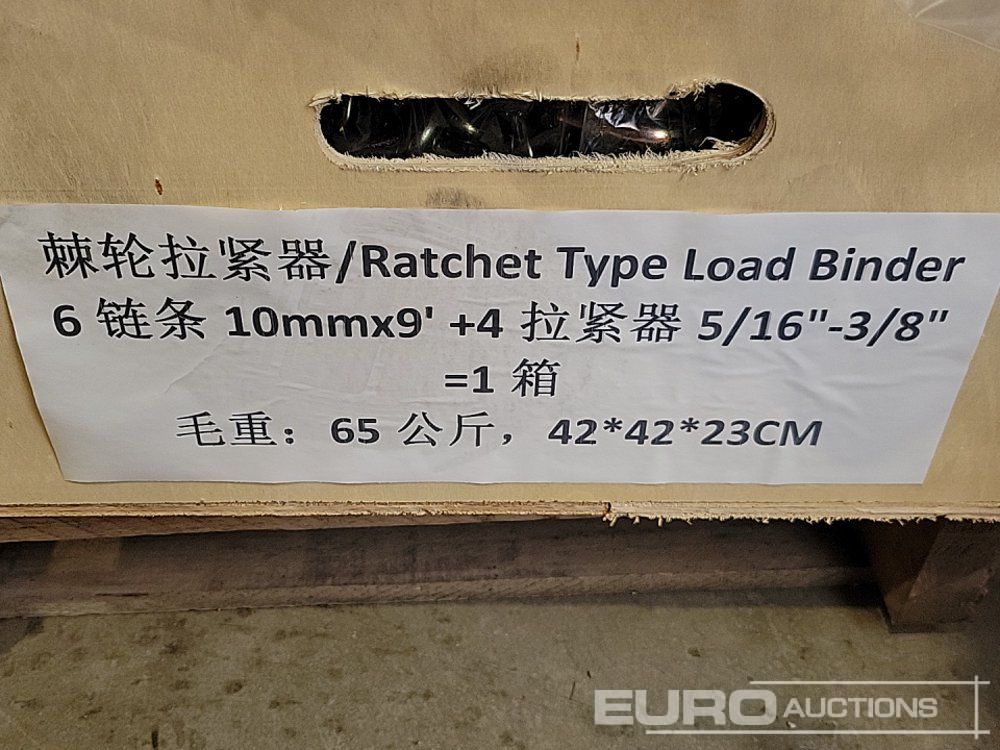 棘轮拉紧器/Ratchet Type Load Binder
6 链条 10mmx9' +4 拉紧器 5/16"-3/8"
=1 箱
毛重：65 公斤，42*42*23CM
EURO AUCTIONS